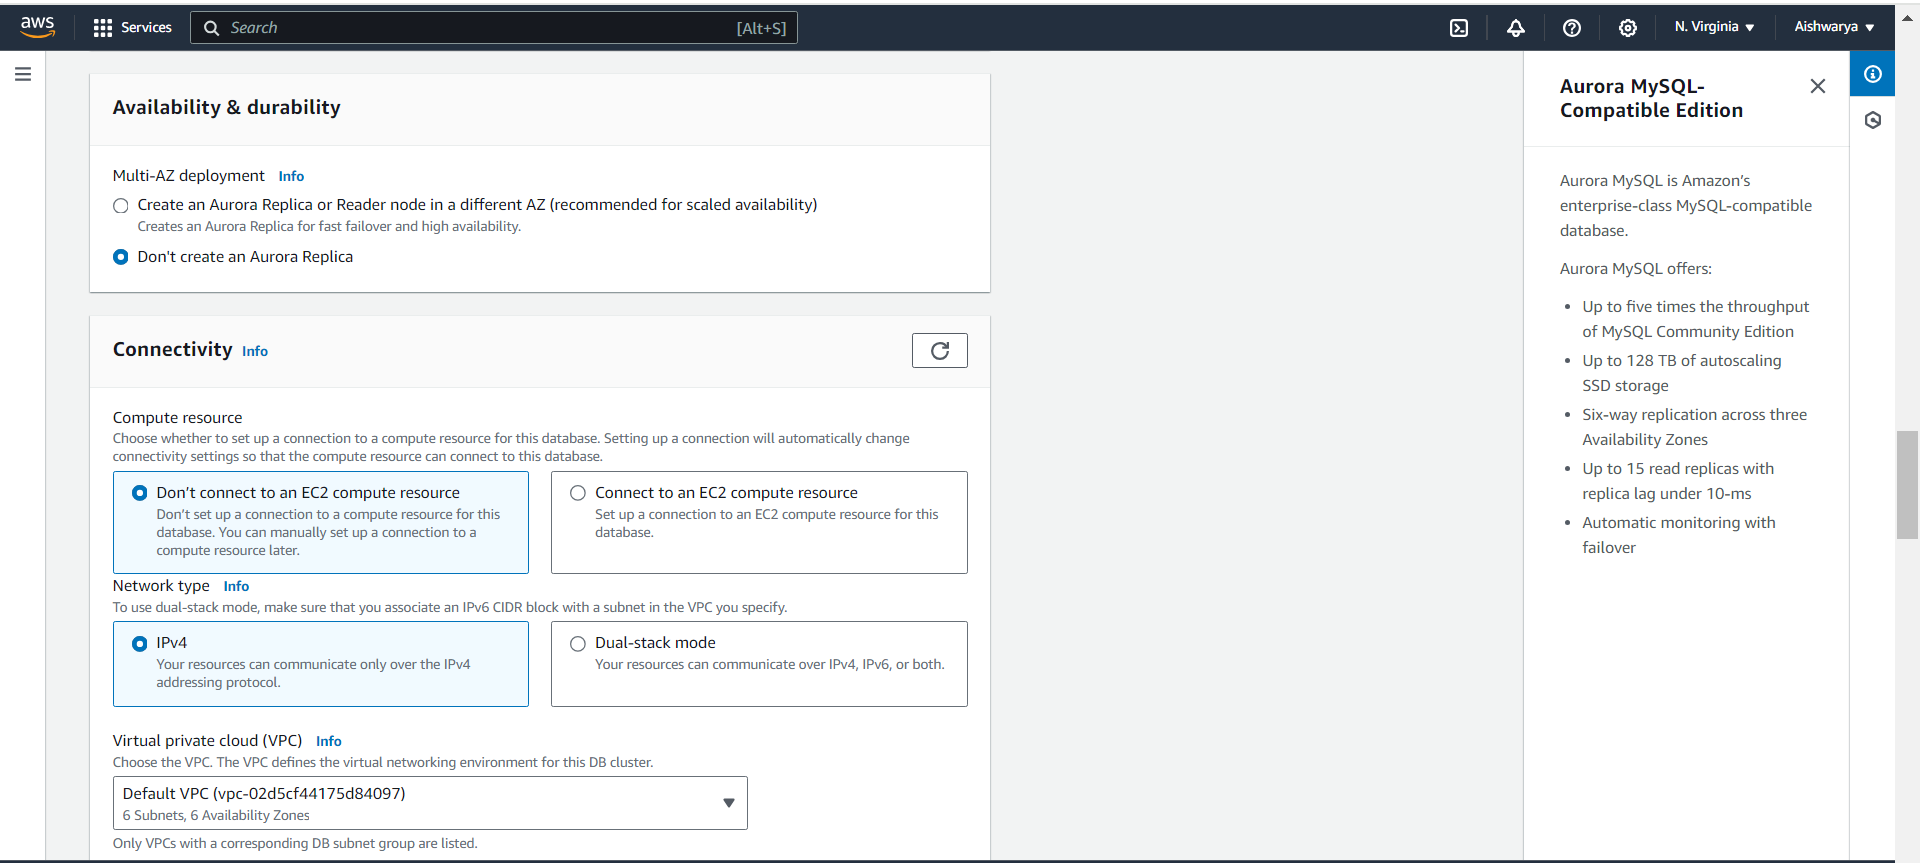 aws
Services
Search
[Alt+S]
N. Virginia
Aishwarya
Availability & durability
Multi-AZ deployment Info
Create an Aurora Replica or Reader node in a different AZ (recommended for scaled availability)
Creates an Aurora Replica for fast failover and high availability.
Don't create an Aurora Replica
Connectivity Info
Compute resource
Choose whether to set up a connection to a compute resource for this database. Setting up a connection will automatically change
connectivity settings so that the compute resource can connect to this database.
Don’t connect to an EC2 compute resource
Don’t set up a connection to a compute resource for this
database. You can manually set up a connection to a
compute resource later.
Connect to an EC2 compute resource
Set up a connection to an EC2 compute resource for this
database.
Network type Info
To use dual-stack mode, make sure that you associate an IPv6 CIDR block with a subnet in the VPC you specify.
IPv4
Your resources can communicate only over the IPv4
addressing protocol.
Dual-stack mode
Your resources can communicate over IPv4, IPv6, or both.
Virtual private cloud (VPC) Info
Choose the VPC. The VPC defines the virtual networking environment for this DB cluster.
Default VPC (vpc-02d5cf44175d84097)
6 Subnets, 6 Availability Zones
Only VPCs with a corresponding DB subnet group are listed.
Aurora MySQL-
Compatible Edition
Aurora MySQL is Amazon’s
enterprise-class MySQL-compatible
database.
Aurora MySQL offers:
• Up to five times the throughput
of MySQL Community Edition
• Up to 128 TB of autoscaling
SSD storage
• Six-way replication across three
Availability Zones
• Up to 15 read replicas with
replica lag under 10-ms
• Automatic monitoring with
failover